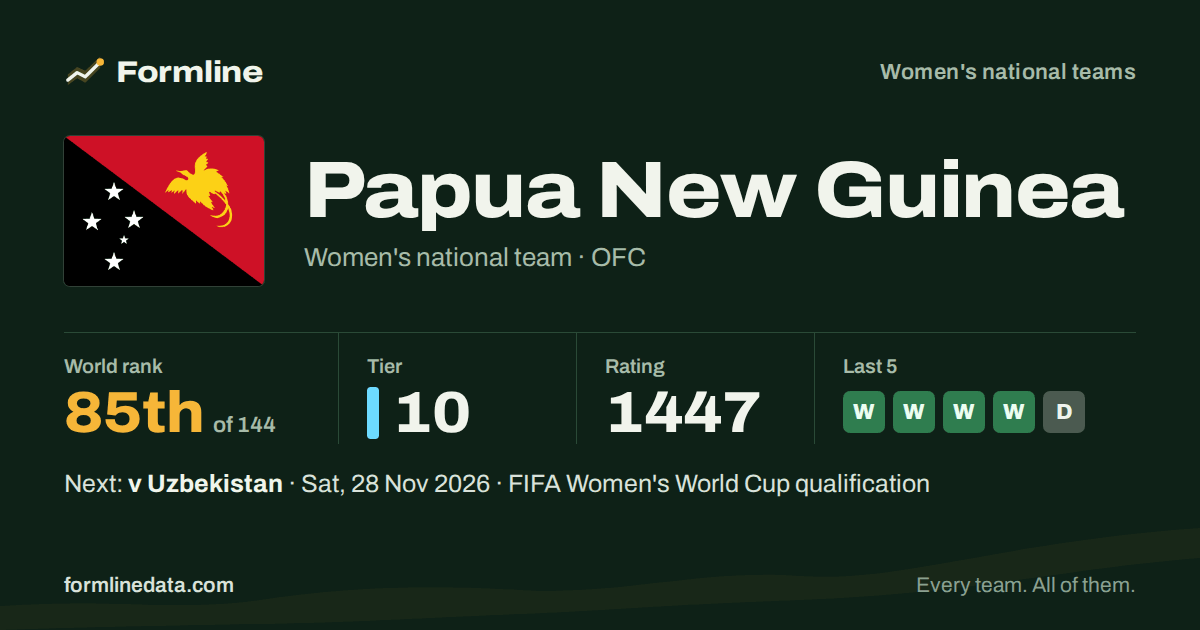 Formline
Women's national teams
Papua New Guinea
Women's national team · OFC
World rank
85th of 144
Tier
10
Rating
1447
Last 5
W W W W D
Next: v Uzbekistan · Sat, 28 Nov 2026 · FIFA Women's World Cup qualification
formlinedata.com
Every team. All of them.